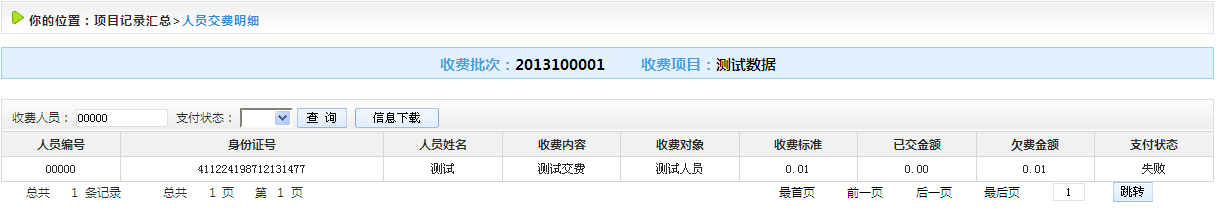 你的位置：项目记录汇总>人员交费明细
收费批次：2013100001 收费项目：测试数据
收费人员： 00000 支付状态： 查 询 信息下载
人员编号 身份证号 人员姓名 收费内容 收费对象 收费标准 已交金额 欠费金额 支付状态
00000 411224198712131477 测试 测试交费 测试人员 0.01 0.00 0.01 失败
总共 1 条记录 总共 1 页 第 1 页 最首页 前一页 后一页 最后页 1 跳转